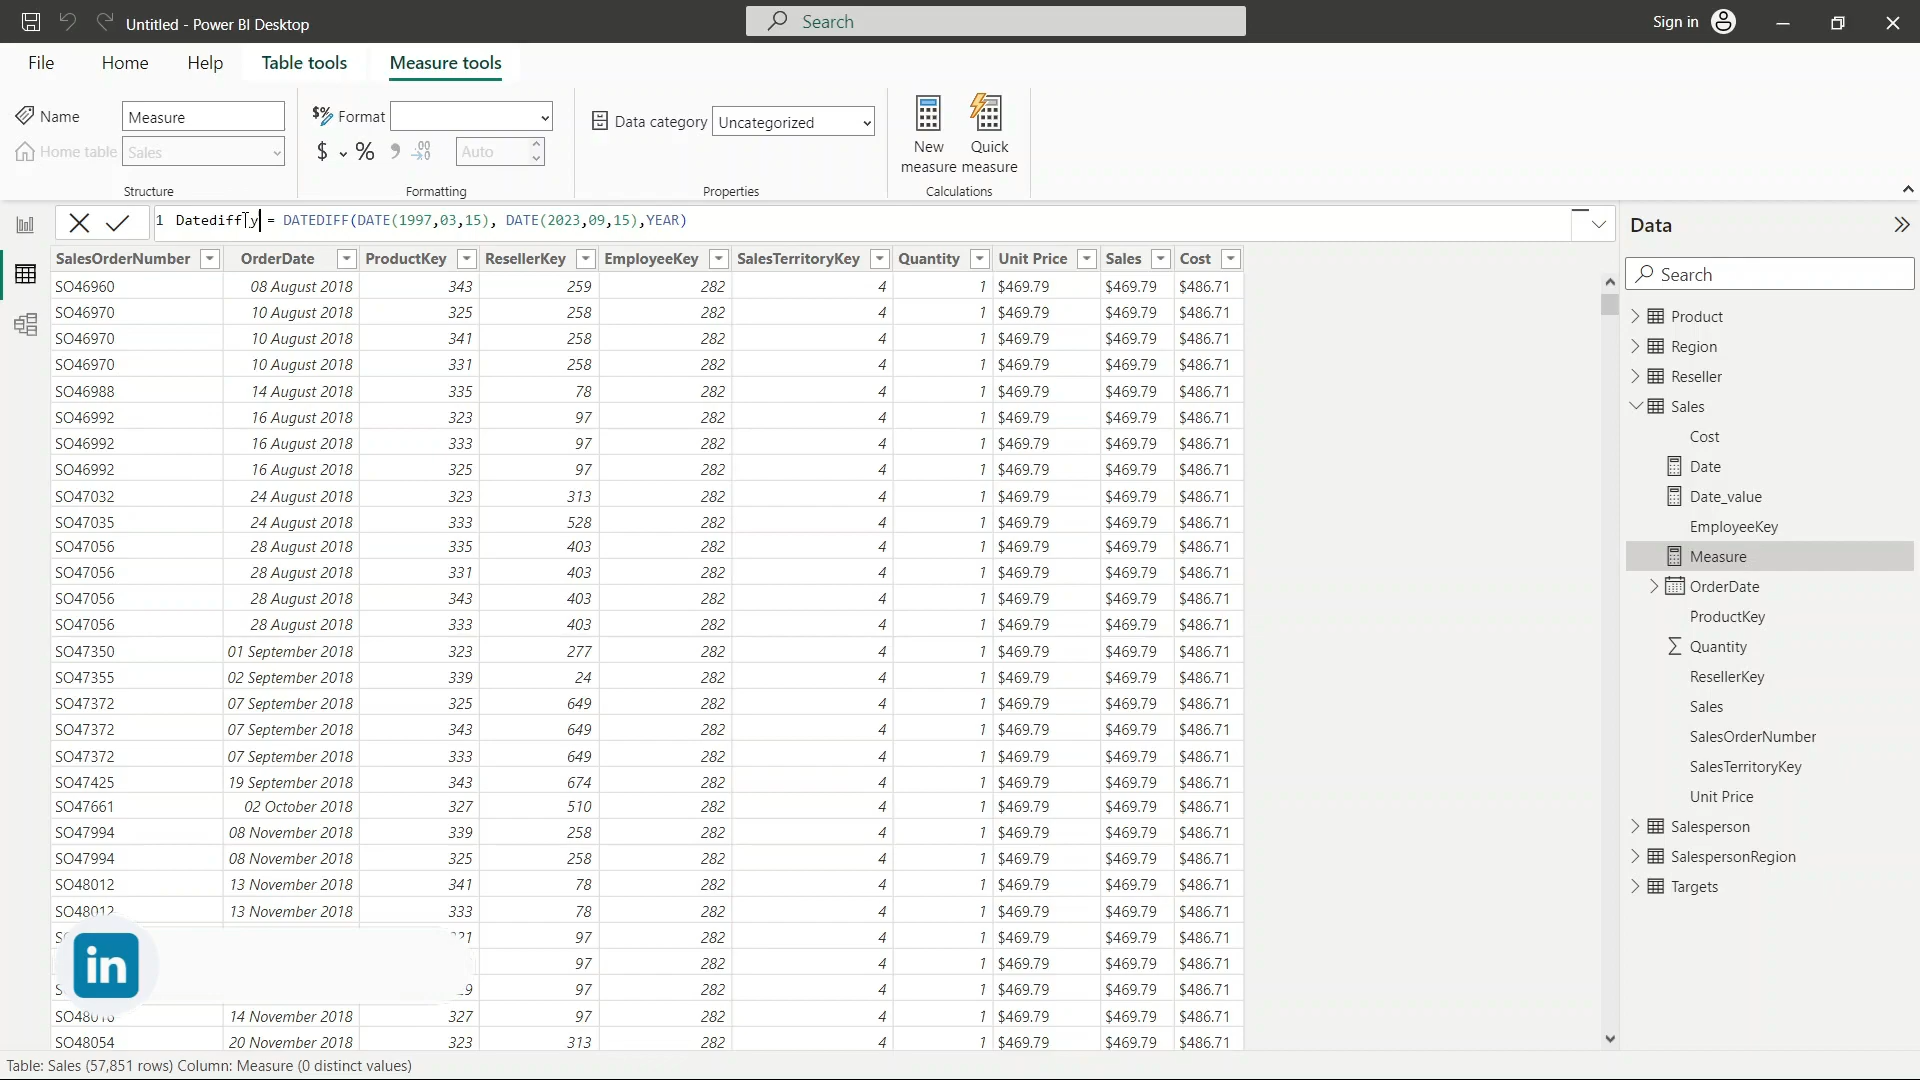 Untitled - Power BI Desktop
Search
Sign in
File Home Help Table tools Measure tools
Name Measure
Home table Sales
Structure
Format
$ % Auto
Formatting
Data category Uncategorized
Properties
New measure
Quick measure
Calculations
1 Datediff y = DATEDIFF(DATE(1997,03,15), DATE(2023,09,15),YEAR)
SalesOrderNumber OrderDate ProductKey ResellerKey EmployeeKey SalesTerritoryKey Quantity Unit Price Sales Cost
SO46960 08 August 2018 343 259 282 4 1 $469.79 $469.79 $486.71
SO46970 10 August 2018 325 258 282 4 1 $469.79 $469.79 $486.71
SO46970 10 August 2018 341 258 282 4 1 $469.79 $469.79 $486.71
SO46970 10 August 2018 331 258 282 4 1 $469.79 $469.79 $486.71
SO46988 14 August 2018 335 78 282 4 1 $469.79 $469.79 $486.71
SO46992 16 August 2018 323 97 282 4 1 $469.79 $469.79 $486.71
SO46992 16 August 2018 333 97 282 4 1 $469.79 $469.79 $486.71
SO46992 16 August 2018 325 97 282 4 1 $469.79 $469.79 $486.71
SO47032 24 August 2018 323 313 282 4 1 $469.79 $469.79 $486.71
SO47035 24 August 2018 333 528 282 4 1 $469.79 $469.79 $486.71
SO47056 28 August 2018 335 403 282 4 1 $469.79 $469.79 $486.71
SO47056 28 August 2018 331 403 282 4 1 $469.79 $469.79 $486.71
SO47056 28 August 2018 343 403 282 4 1 $469.79 $469.79 $486.71
SO47056 28 August 2018 333 403 282 4 1 $469.79 $469.79 $486.71
SO47350 01 September 2018 323 277 282 4 1 $469.79 $469.79 $486.71
SO47355 02 September 2018 339 24 282 4 1 $469.79 $469.79 $486.71
SO47372 07 September 2018 325 649 282 4 1 $469.79 $469.79 $486.71
SO47372 07 September 2018 343 649 282 4 1 $469.79 $469.79 $486.71
SO47372 07 September 2018 333 649 282 4 1 $469.79 $469.79 $486.71
SO47425 19 September 2018 343 674 282 4 1 $469.79 $469.79 $486.71
SO47661 02 October 2018 327 510 282 4 1 $469.79 $469.79 $486.71
SO47994 08 November 2018 339 258 282 4 1 $469.79 $469.79 $486.71
SO47994 08 November 2018 325 258 282 4 1 $469.79 $469.79 $486.71
SO48012 13 November 2018 341 78 282 4 1 $469.79 $469.79 $486.71
SO48012 13 November 2018 333 78 282 4 1 $469.79 $469.79 $486.71
97 282 4 1 $469.79 $469.79 $486.71
97 282 4 1 $469.79 $469.79 $486.71
97 282 4 1 $469.79 $469.79 $486.71
14 November 2018 327 97 282 4 1 $469.79 $469.79 $486.71
SO48054 20 November 2018 323 313 282 4 1 $469.79 $469.79 $486.71
in
Table: Sales (57,851 rows) Column: Measure (0 distinct values)
Data
Search
Product
Region
Reseller
Sales
Cost
Date
Date_value
EmployeeKey
Measure
OrderDate
ProductKey
Quantity
ResellerKey
Sales
SalesOrderNumber
SalesTerritoryKey
Unit Price
Salesperson
SalespersonRegion
Targets